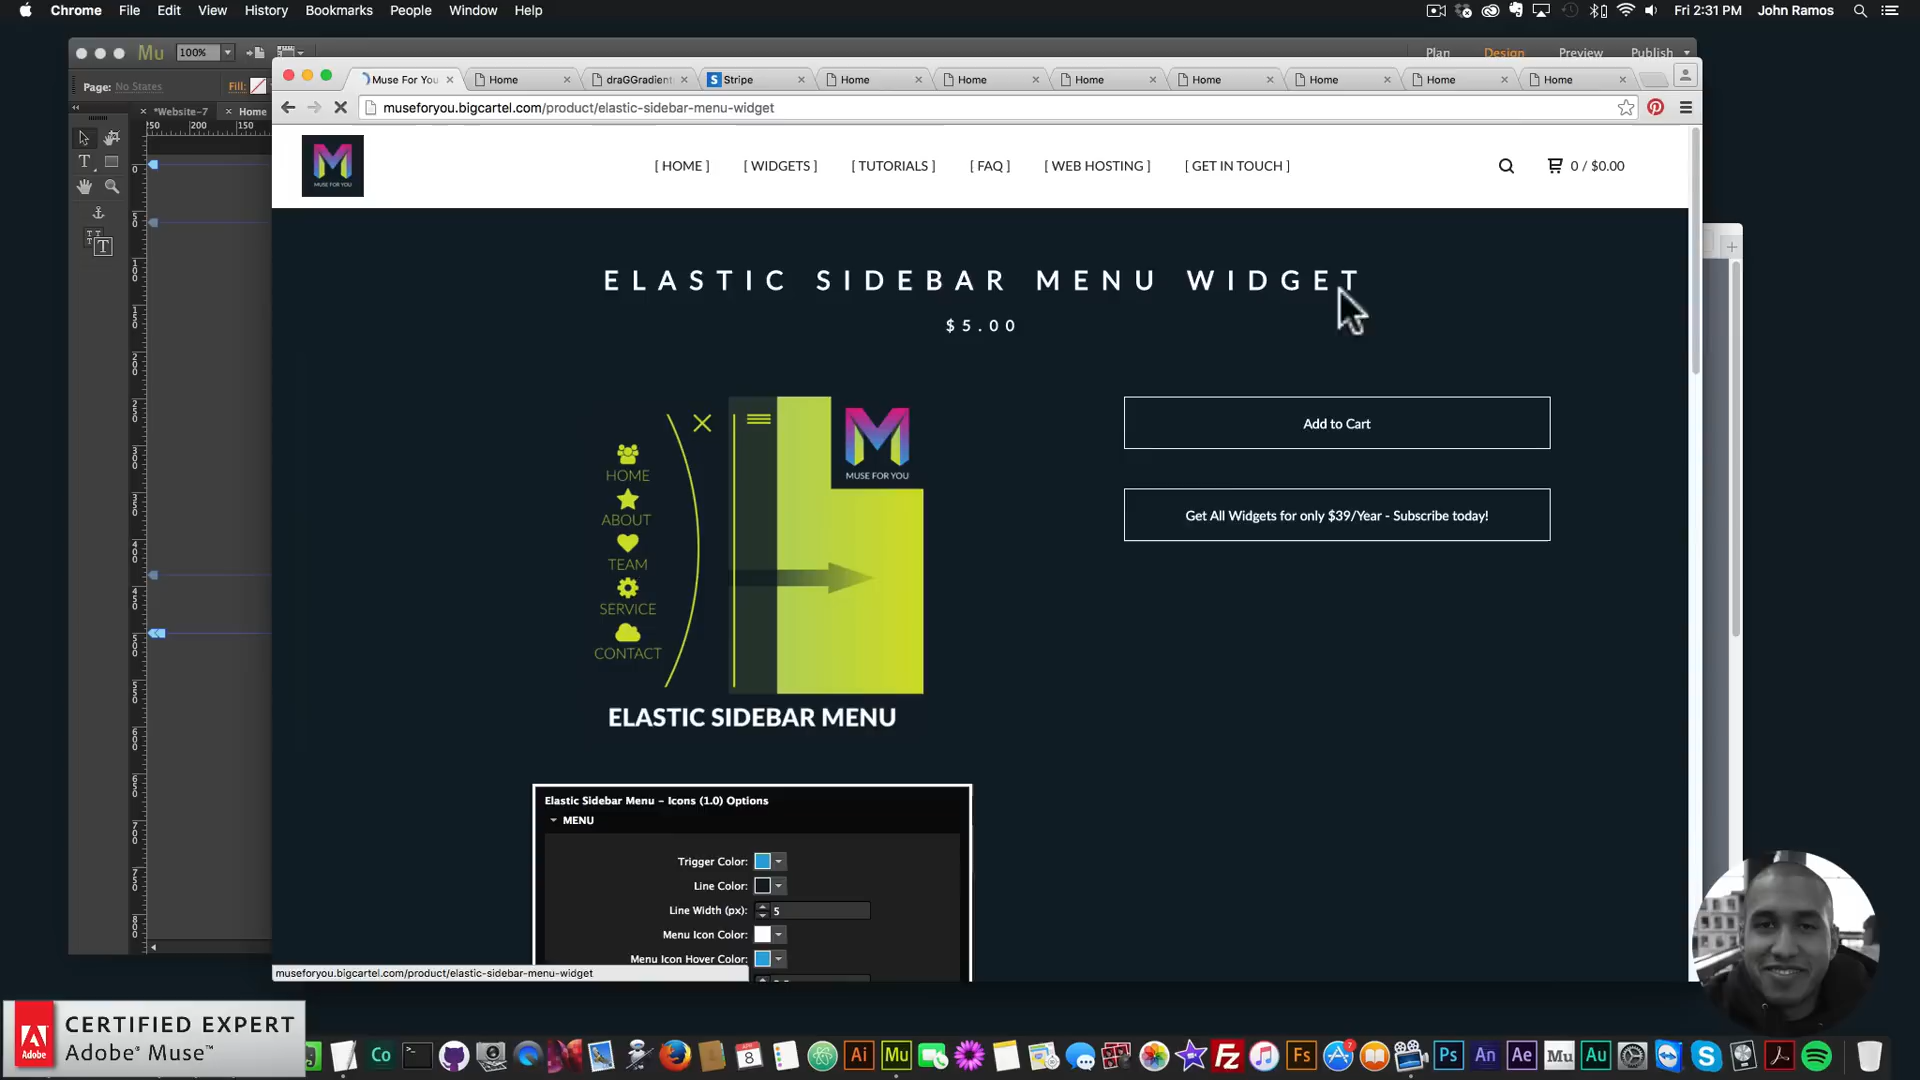 Chrome File Edit View History Bookmarks People Window Help
Fri 2:31 PM John Ramos
Mu 100%
Plan Design Preview Publish
Page: No States Fill:
*Website-7 Home
Muse For You Home draGGradient Stripe Home Home Home Home Home Home Home
museforyou.bigcartel.com/product/elastic-sidebar-menu-widget
MUSE FOR YOU
[ HOME ] [ WIDGETS ] [ TUTORIALS ] [ FAQ ] [ WEB HOSTING ] [ GET IN TOUCH ]
0 / $0.00
ELASTIC SIDEBAR MENU WIDGET
$5.00
Add to Cart
Get All Widgets for only $39/Year - Subscribe today!
MUSE FOR YOU
HOME
ABOUT
TEAM
SERVICE
CONTACT
ELASTIC SIDEBAR MENU
Elastic Sidebar Menu – Icons (1.0) Options
MENU
Trigger Color:
Line Color:
Line Width (px): 5
Menu Icon Color:
Menu Icon Hover Color:
museforyou.bigcartel.com/product/elastic-sidebar-menu-widget
CERTIFIED EXPERT
Adobe® Muse™
Adobe